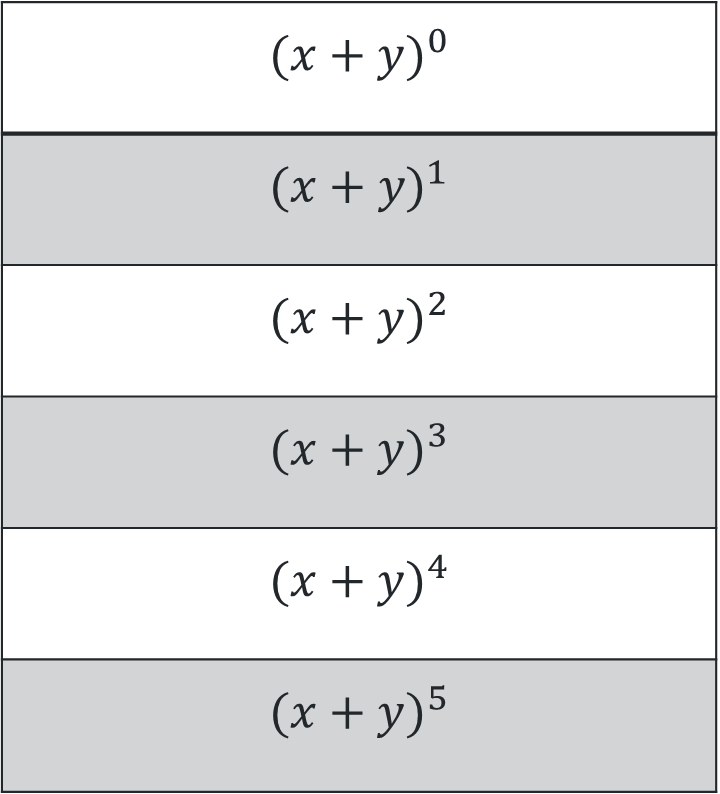 (x + y)⁰
(x + y)¹
(x + y)²
(x + y)³
(x + y)⁴
(x + y)⁵